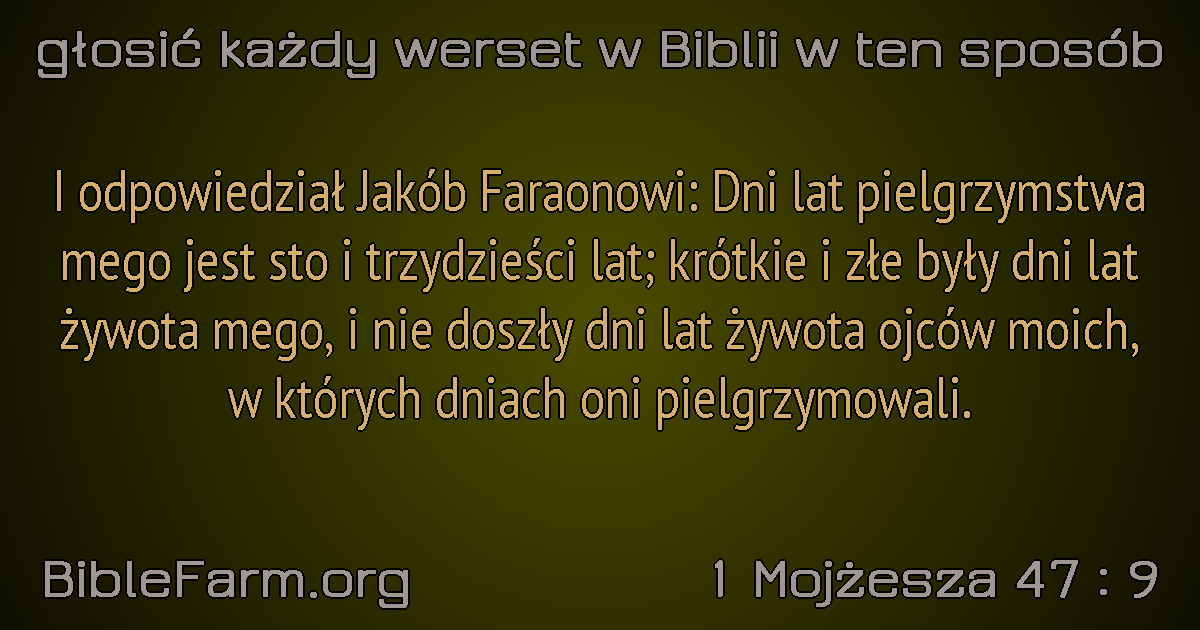 głosić każdy werset w Biblii w ten sposób
I odpowiedział Jakób Faraonowi: Dni lat pielgrzymstwa
mego jest sto i trzydzieści lat; krótkie i złe były dni lat
żywota mego, i nie doszły dni lat żywota ojców moich,
w których dniach oni pielgrzymowali.
BibleFarm.org
1 Mojżesza 47 : 9